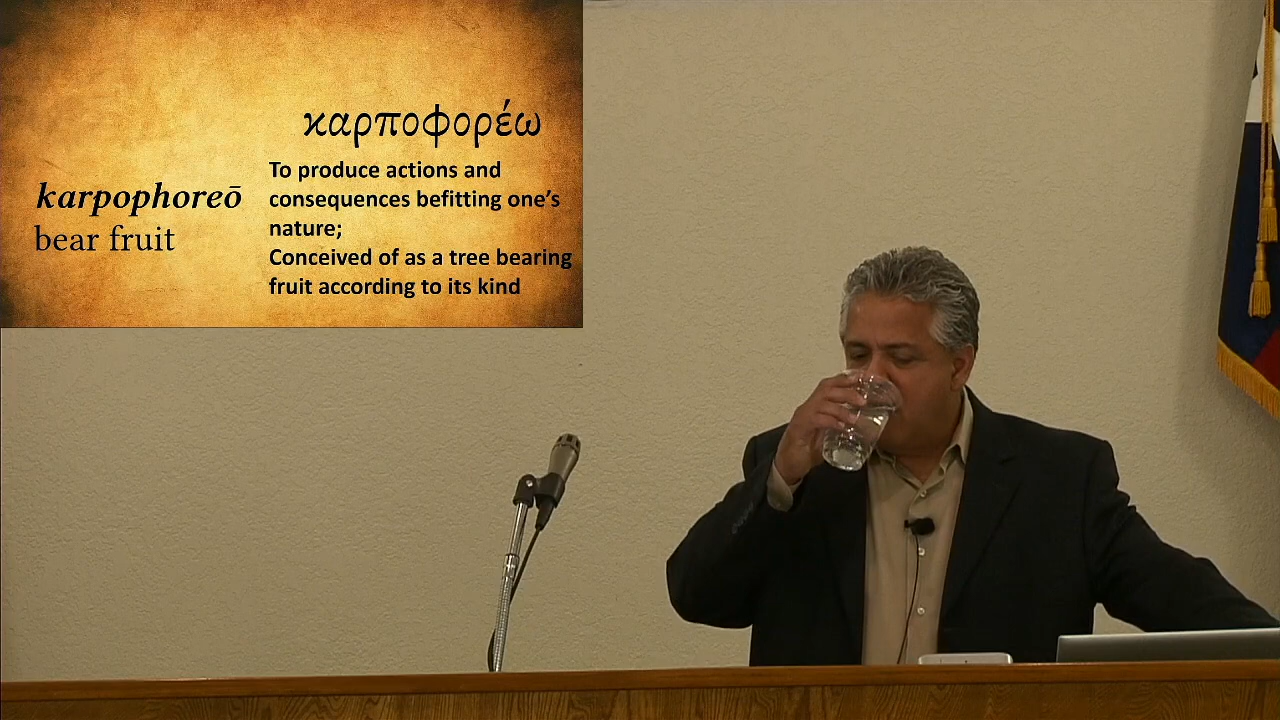 καρποφορέω
karpophoreō
bear fruit
To produce actions and
consequences befitting one's
nature;
Conceived of as a tree bearing
fruit according to its kind